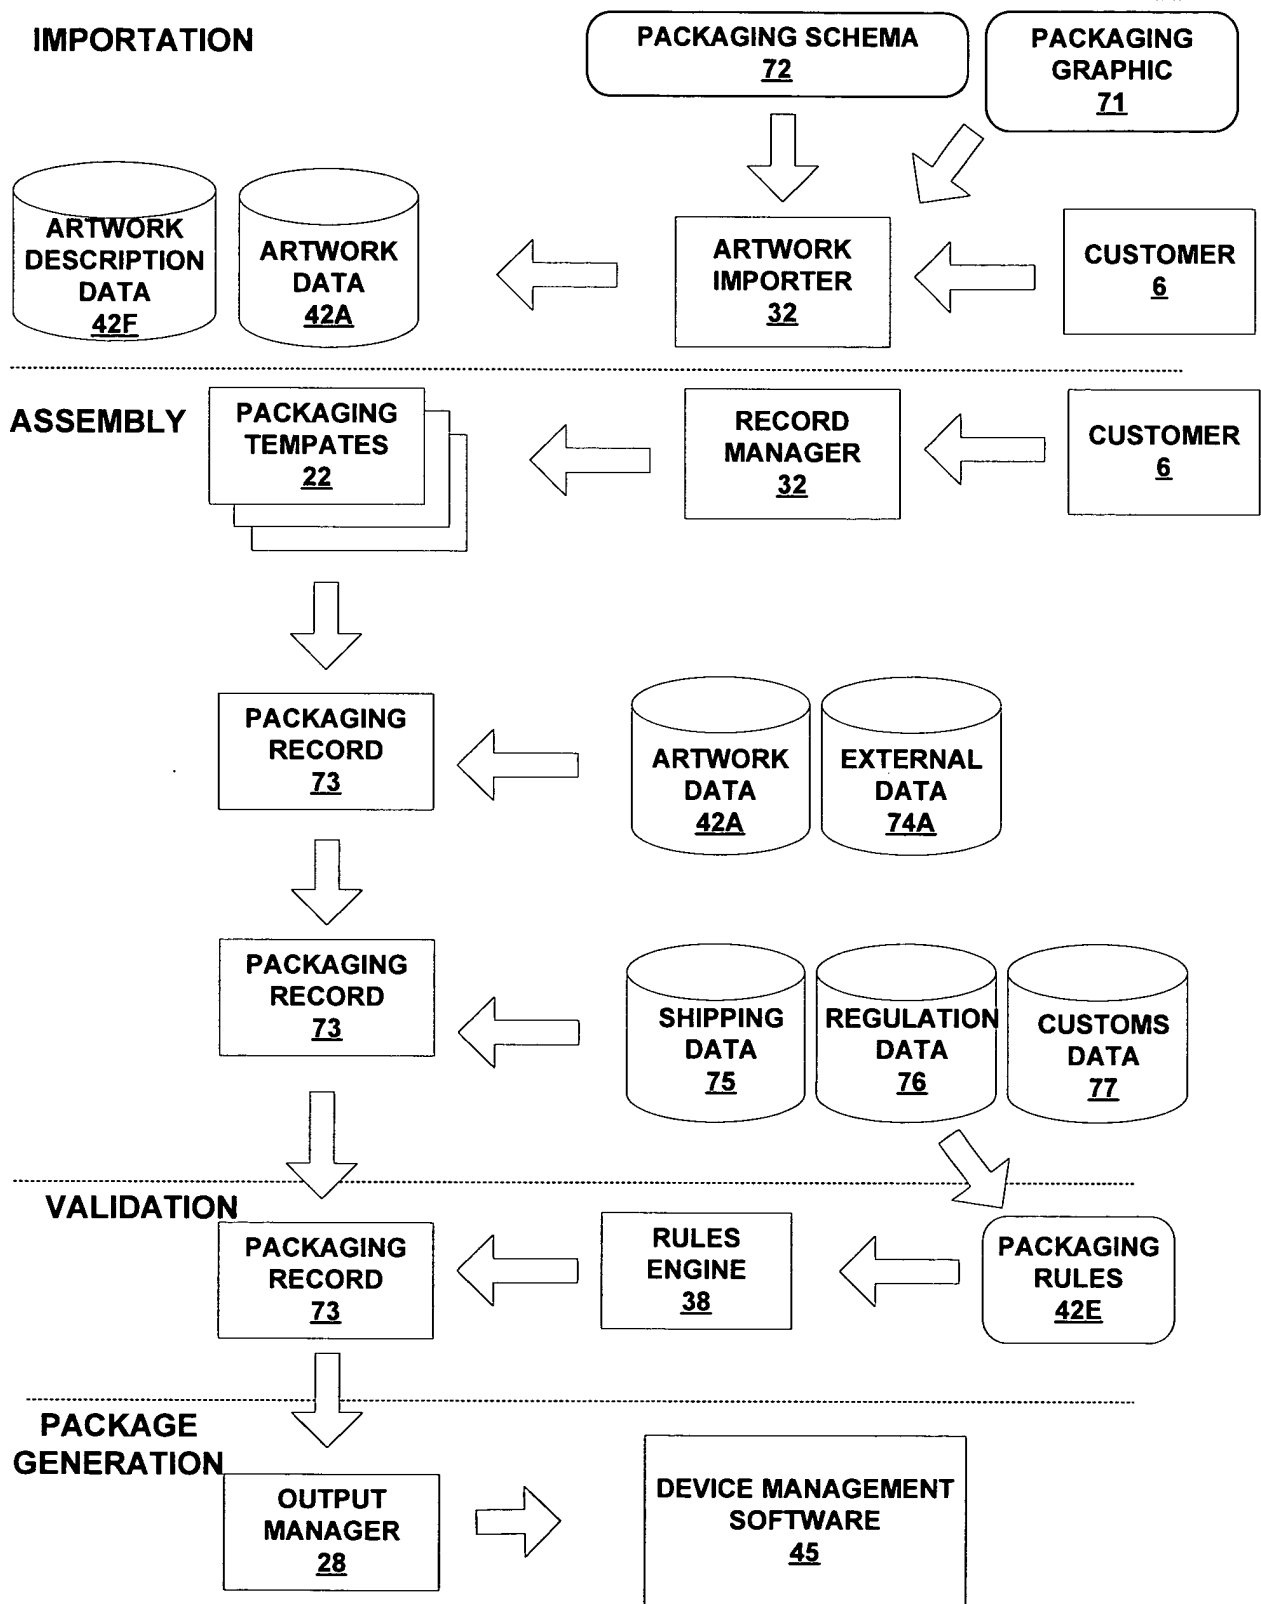 IMPORTATION
PACKAGING SCHEMA
72
PACKAGING
GRAPHIC
71
ARTWORK
DESCRIPTION
DATA
42F
ARTWORK
DATA
42A
ARTWORK
IMPORTER
32
CUSTOMER
6
ASSEMBLY
PACKAGING
TEMPATES
22
RECORD
MANAGER
32
CUSTOMER
6
PACKAGING
RECORD
73
ARTWORK
DATA
42A
EXTERNAL
DATA
74A
PACKAGING
RECORD
73
SHIPPING
DATA
75
REGULATION
DATA
76
CUSTOMS
DATA
77
VALIDATION
PACKAGING
RECORD
73
RULES
ENGINE
38
PACKAGING
RULES
42E
PACKAGE
GENERATION
OUTPUT
MANAGER
28
DEVICE MANAGEMENT
SOFTWARE
45